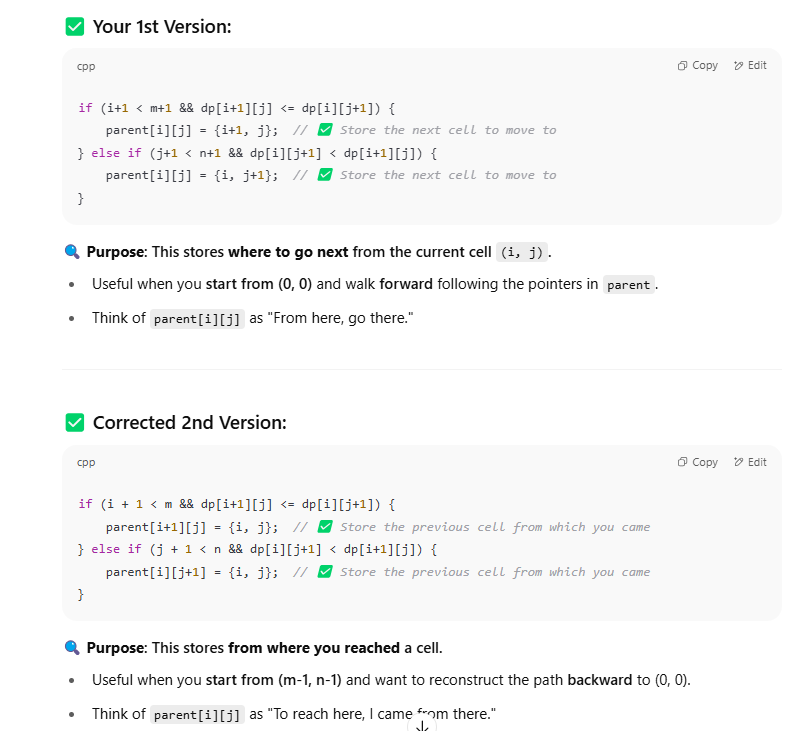 ✅ Your 1st Version:
cpp
Copy
Edit
if (i+1 < m+1 && dp[i+1][j] <= dp[i][j+1]) {
    parent[i][j] = {i+1, j};  // ✅ Store the next cell to move to
} else if (j+1 < n+1 && dp[i][j+1] < dp[i+1][j]) {
    parent[i][j] = {i, j+1};  // ✅ Store the next cell to move to
}
🔍 Purpose: This stores where to go next from the current cell (i, j).
• Useful when you start from (0, 0) and walk forward following the pointers in parent.
• Think of parent[i][j] as "From here, go there."
✅ Corrected 2nd Version:
cpp
Copy
Edit
if (i + 1 < m && dp[i+1][j] <= dp[i][j+1]) {
    parent[i+1][j] = {i, j};  // ✅ Store the previous cell from which you came
} else if (j + 1 < n && dp[i][j+1] < dp[i+1][j]) {
    parent[i][j+1] = {i, j};  // ✅ Store the previous cell from which you came
}
🔍 Purpose: This stores from where you reached a cell.
• Useful when you start from (m-1, n-1) and want to reconstruct the path backward to (0, 0).
• Think of parent[i][j] as "To reach here, I came from there."